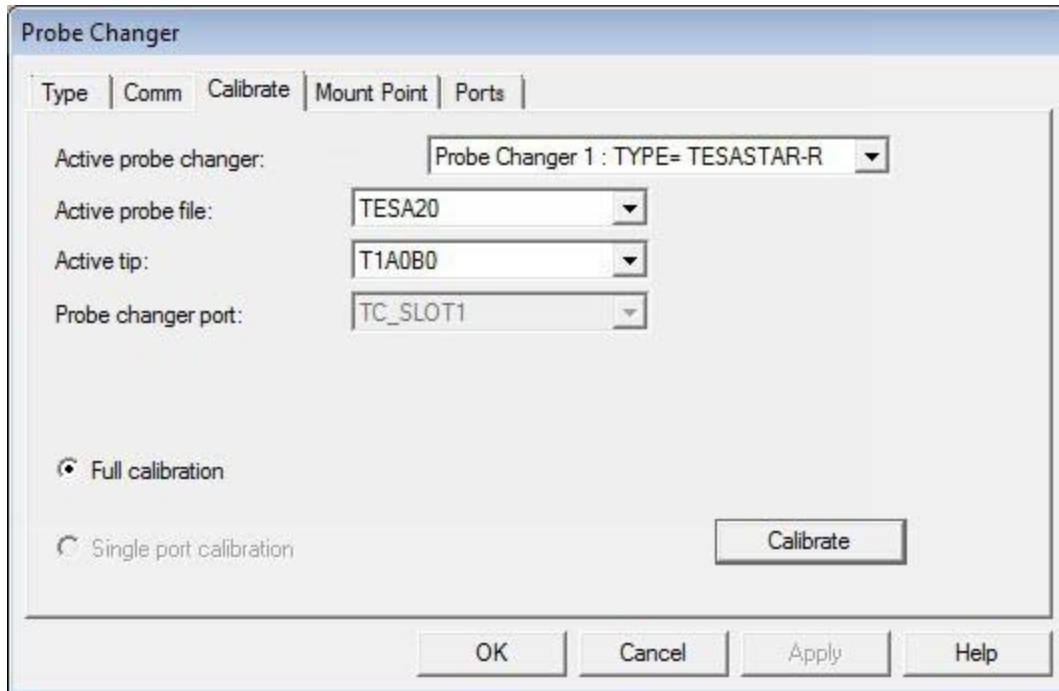 Probe Changer
Type Comm Calibrate Mount Point Ports
Active probe changer: Probe Changer 1 : TYPE= TESASTAR-R
Active probe file: TESA20
Active tip: T1A0B0
Probe changer port: TC_SLOT1
Full calibration
Single port calibration
Calibrate
OK Cancel Apply Help